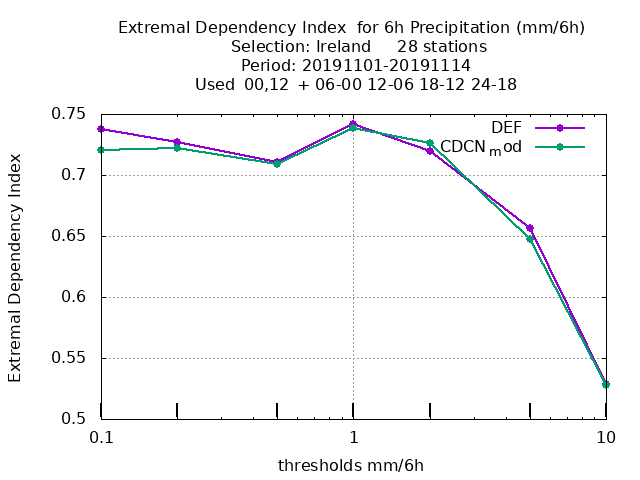 Extremal Dependency Index  for 6h Precipitation (mm/6h)
Selection: Ireland     28 stations
Period: 20191101-20191114
Used  00,12  + 06-00 12-06 18-12 24-18
DEF
CDCNmod
0.75
0.7
0.65
0.6
0.55
0.5
Extremal Dependency Index
0.1
1
10
thresholds mm/6h